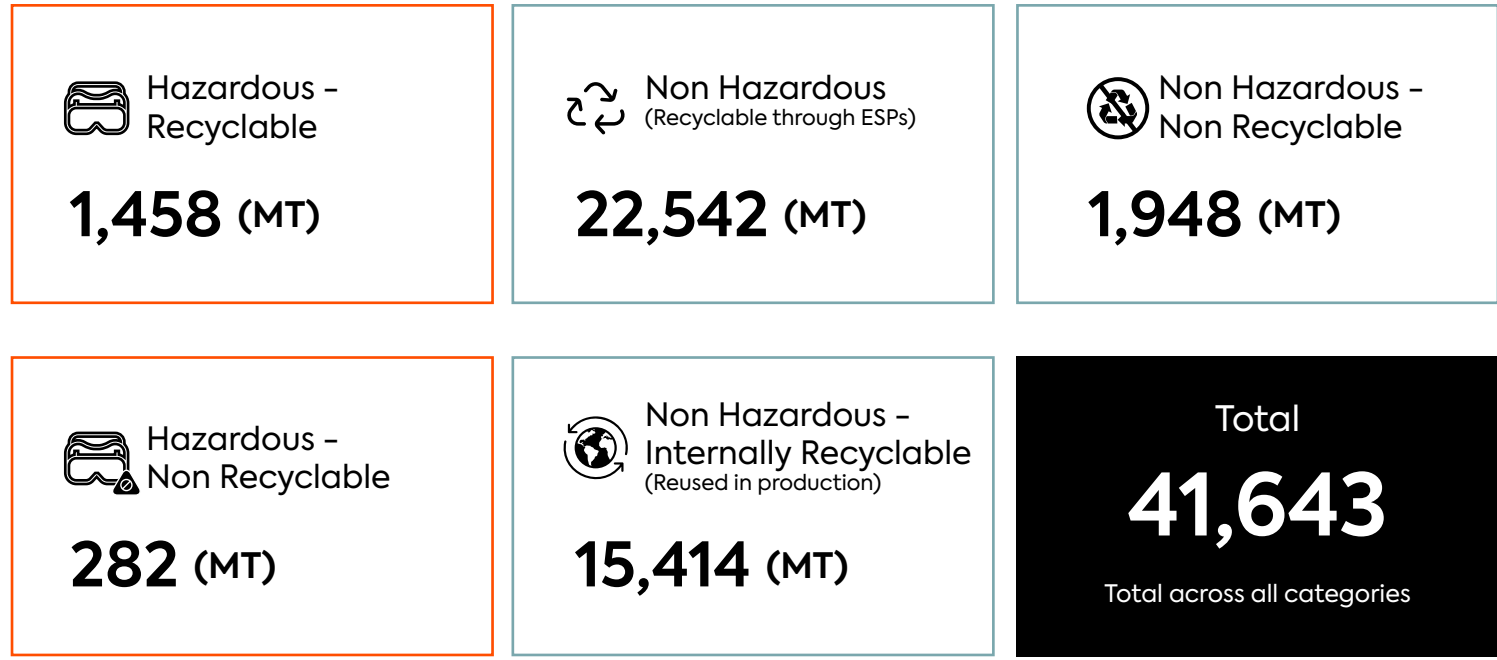 Hazardous -
Recyclable
1,458 (MT)
Non Hazardous
(Recyclable through ESPs)
22,542 (MT)
Non Hazardous -
Non Recyclable
1,948 (MT)
Hazardous -
Non Recyclable
282 (MT)
Non Hazardous -
Internally Recyclable
(Reused in production)
15,414 (MT)
Total
41,643
Total across all categories